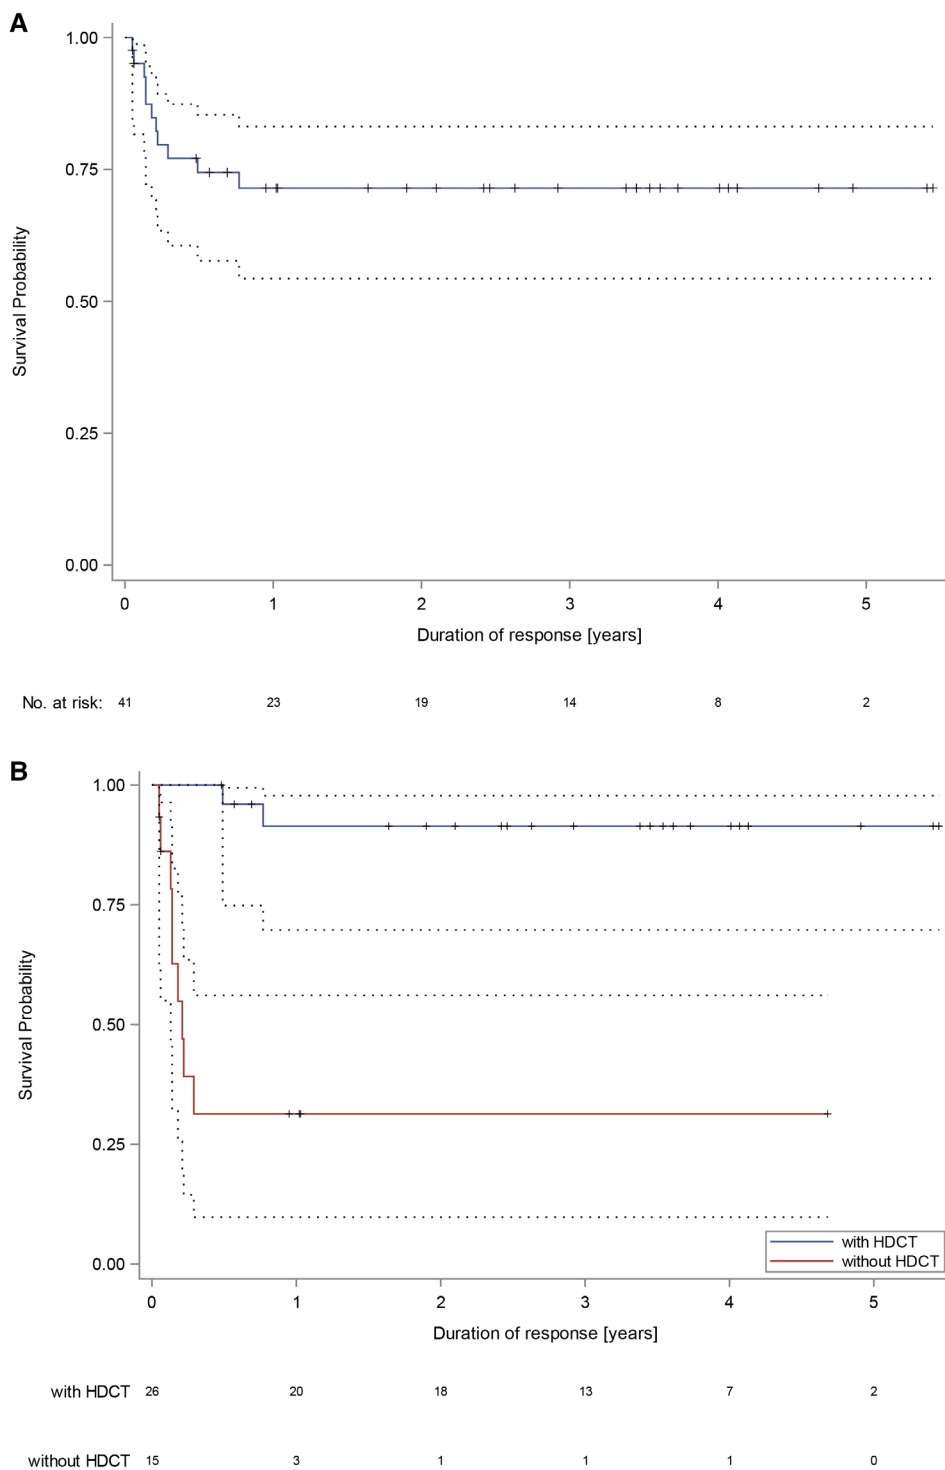 A
1.00
0.75
0.50
0.25
0.00
Survival Probability
0 1 2 3 4 5
Duration of response [years]
No. at risk: 41 23 19 14 8 2
B
1.00
0.75
0.50
0.25
0.00
Survival Probability
with HDCT
without HDCT
0 1 2 3 4 5
Duration of response [years]
with HDCT 26 20 18 13 7 2
without HDCT 15 3 1 1 1 0